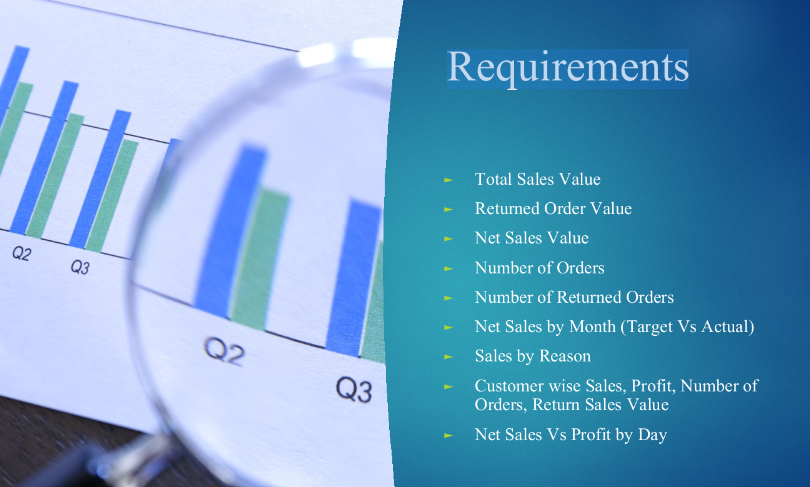 Requirements
Q2
Q3
Q2
Q3
► Total Sales Value
► Returned Order Value
► Net Sales Value
► Number of Orders
► Number of Returned Orders
► Net Sales by Month (Target Vs Actual)
► Sales by Reason
► Customer wise Sales, Profit, Number of
Orders, Return Sales Value
► Net Sales Vs Profit by Day